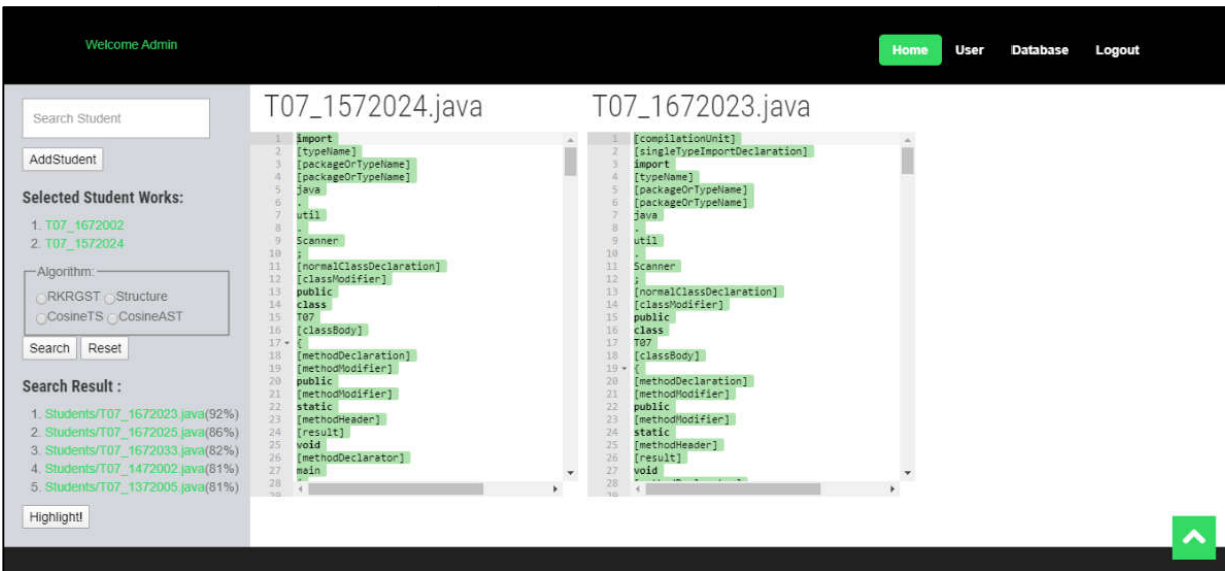 Welcome Admin
Home User Database Logout
Search Student
AddStudent
Selected Student Works:
1. T07_1672002
2. T07_1572024
Algorithm:
RKRGST Structure
CosineTS CosineAST
Search Reset
Search Result :
1. Students/T07_1672023.java(92%)
2. Students/T07_1672025.java(86%)
3. Students/T07_1672033.java(82%)
4. Students/T07_1472002.java(81%)
5. Students/T07_1372005.java(81%)
Highlight!
T07_1572024.java
1 import
2 [typeName]
3 [packageOrTypeName]
4 [packageOrTypeName]
5 java
6 .
7 util
8 .
9 Scanner
10 ;
11 [normalClassDeclaration]
12 [classModifier]
13 public
14 class
15 T07
16 [classBody]
17 {
18 [methodDeclaration]
19 [methodModifier]
20 public
21 [methodModifier]
22 static
23 [methodHeader]
24 [result]
25 void
26 [methodDeclarator]
27 main
28
T07_1672023.java
1 [compilationUnit]
2 [singleTypeImportDeclaration]
3 import
4 [typeName]
5 [packageOrTypeName]
6 [packageOrTypeName]
7 java
8 .
9 util
10 .
11 Scanner
12 ;
13 [normalClassDeclaration]
14 [classModifier]
15 public
16 class
17 T07
18 [classBody]
19 {
20 [methodDeclaration]
21 [methodModifier]
22 public
23 [methodModifier]
24 static
25 [methodHeader]
26 [result]
27 void
28